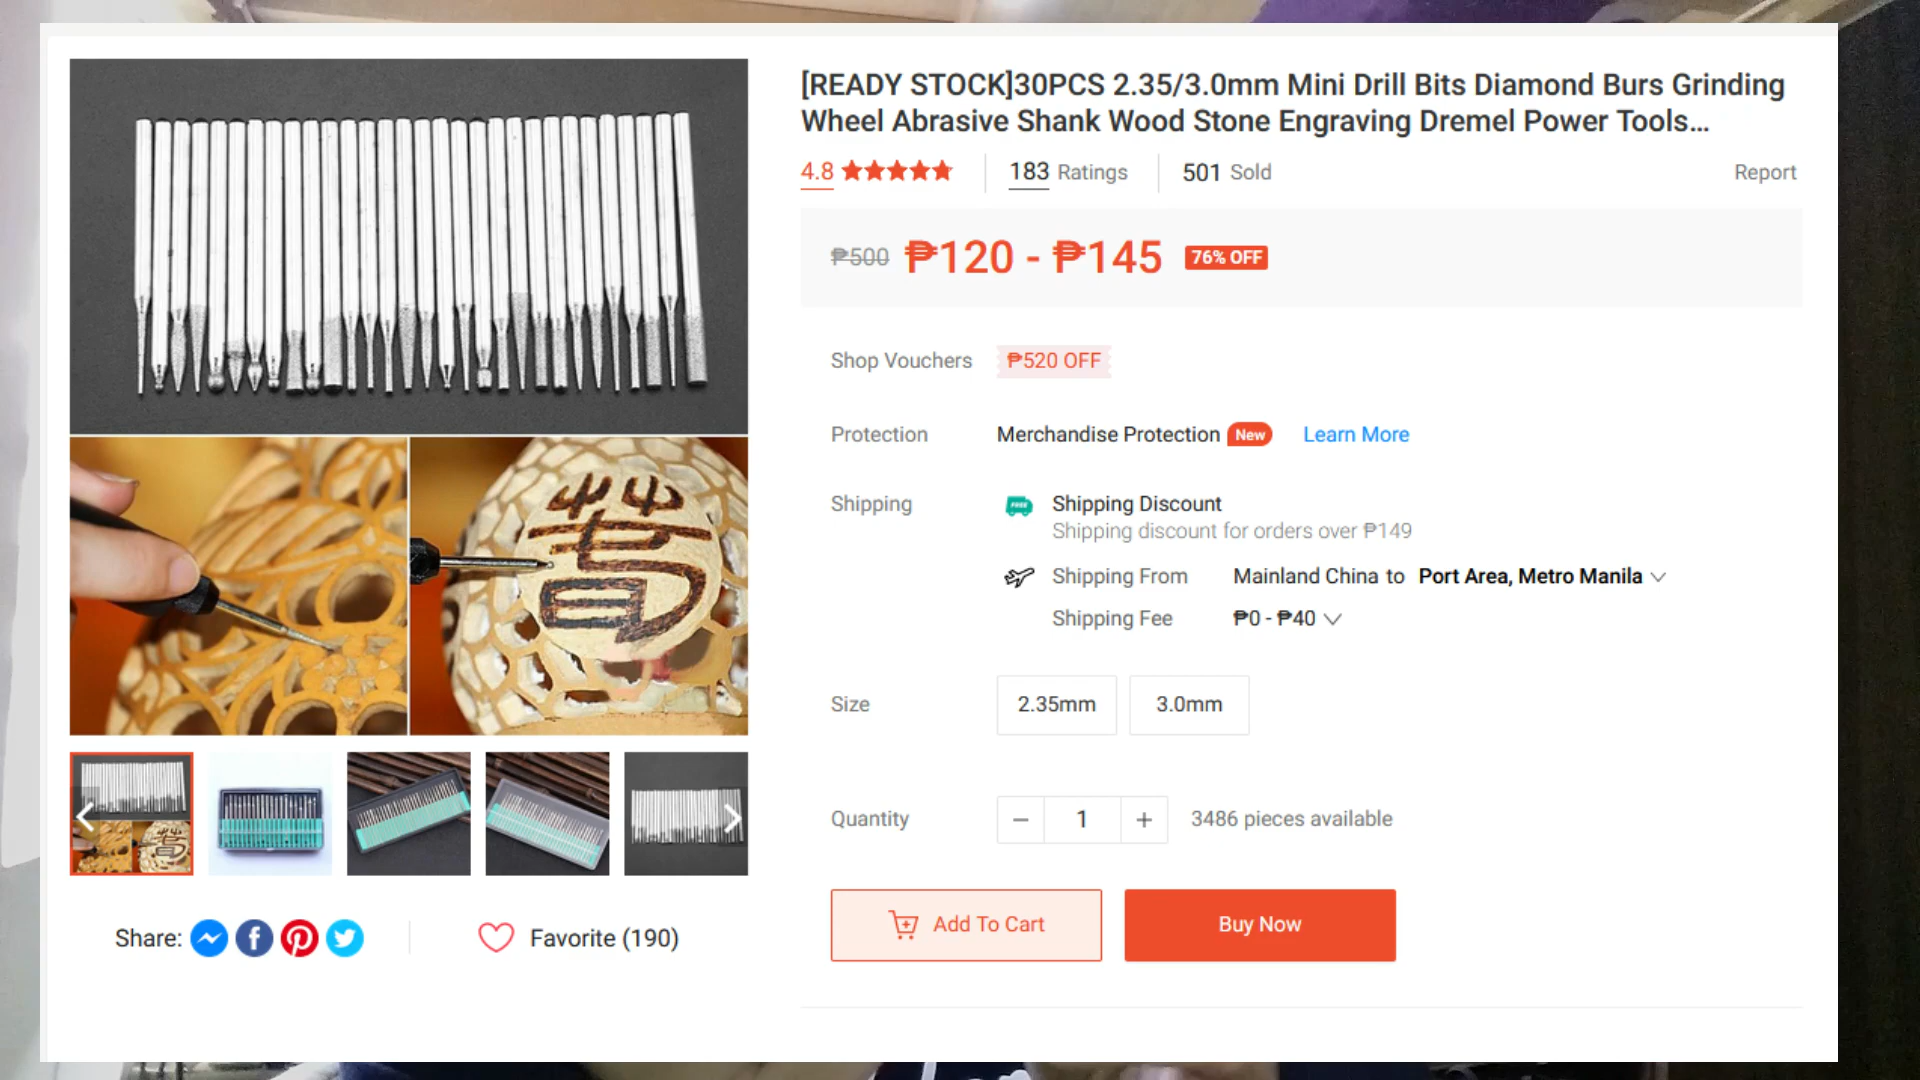 [READY STOCK]30PCS 2.35/3.0mm Mini Drill Bits Diamond Burs Grinding
Wheel Abrasive Shank Wood Stone Engraving Dremel Power Tools...
4.8 183 Ratings 501 Sold Report
₱500 ₱120 - ₱145 76% OFF
Shop Vouchers ₱520 OFF
Protection Merchandise Protection New Learn More
Shipping FREE Shipping Discount
Shipping discount for orders over ₱149
Shipping From Mainland China to Port Area, Metro Manila
Shipping Fee ₱0 - ₱40
Size 2.35mm 3.0mm
Quantity 1 3486 pieces available
Add To Cart Buy Now
Share: Favorite (190)